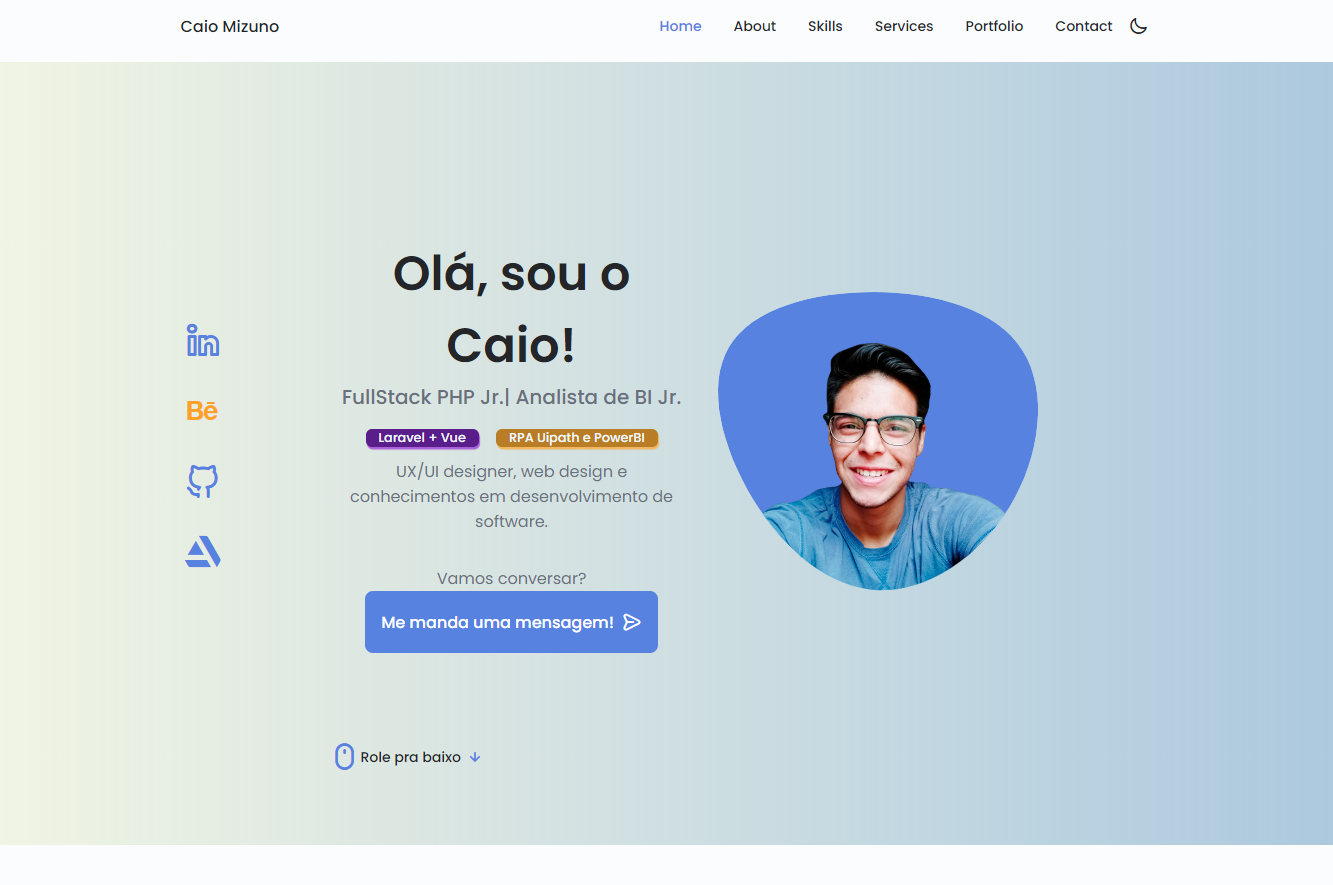 Caio Mizuno
Home About Skills Services Portfolio Contact
Olá, sou o
Caio!
FullStack PHP Jr.| Analista de BI Jr.
Laravel + Vue RPA Uipath e PowerBI
UX/UI designer, web design e
conhecimentos em desenvolvimento de
software.
Vamos conversar?
Me manda uma mensagem!
Role pra baixo
in
Bē